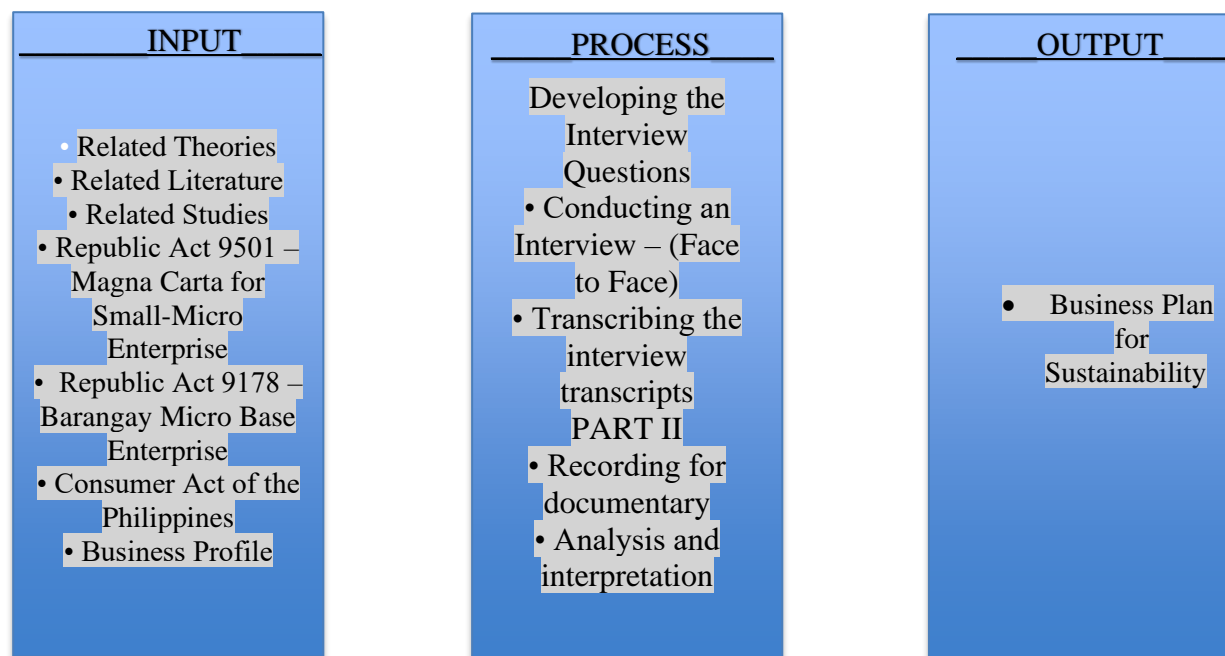 INPUT
• Related Theories
• Related Literature
• Related Studies
• Republic Act 9501 –
Magna Carta for
Small-Micro
Enterprise
• Republic Act 9178 –
Barangay Micro Base
Enterprise
• Consumer Act of the
Philippines
• Business Profile
PROCESS
Developing the
Interview
Questions
• Conducting an
Interview – (Face
to Face)
• Transcribing the
interview
transcripts
PART II
• Recording for
documentary
• Analysis and
interpretation
OUTPUT
• Business Plan
for
Sustainability